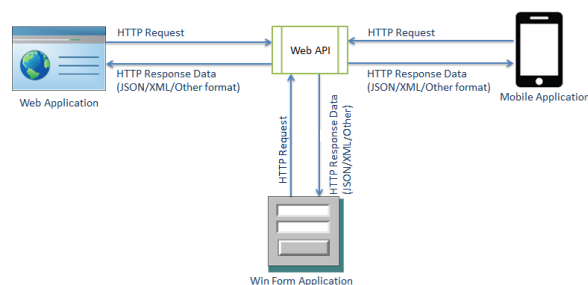 HTTP Request
HTTP Response Data
(JSON/XML/Other format)
Web Application
Web API
HTTP Request
HTTP Response Data
(JSON/XML/Other format)
Mobile Application
HTTP Request
HTTP Response Data
(JSON/XML/Other)
Win Form Application